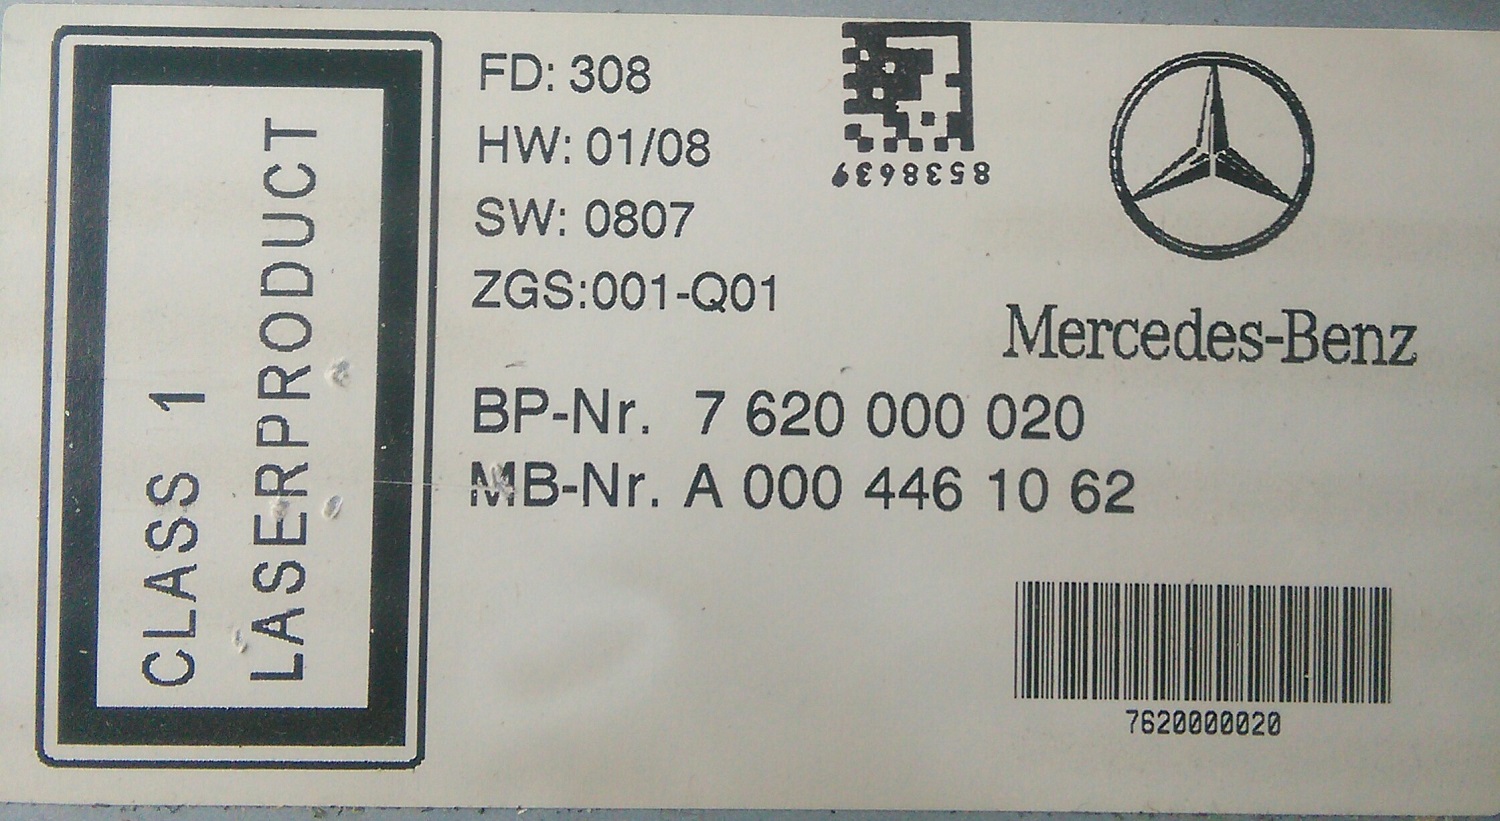 CLASS 1
LASERPRODUCT
FD: 308
HW: 01/08
SW: 0807
ZGS:001-Q01
8538639
Mercedes-Benz
BP-Nr. 7 620 000 020
MB-Nr. A 000 446 10 62
7620000020